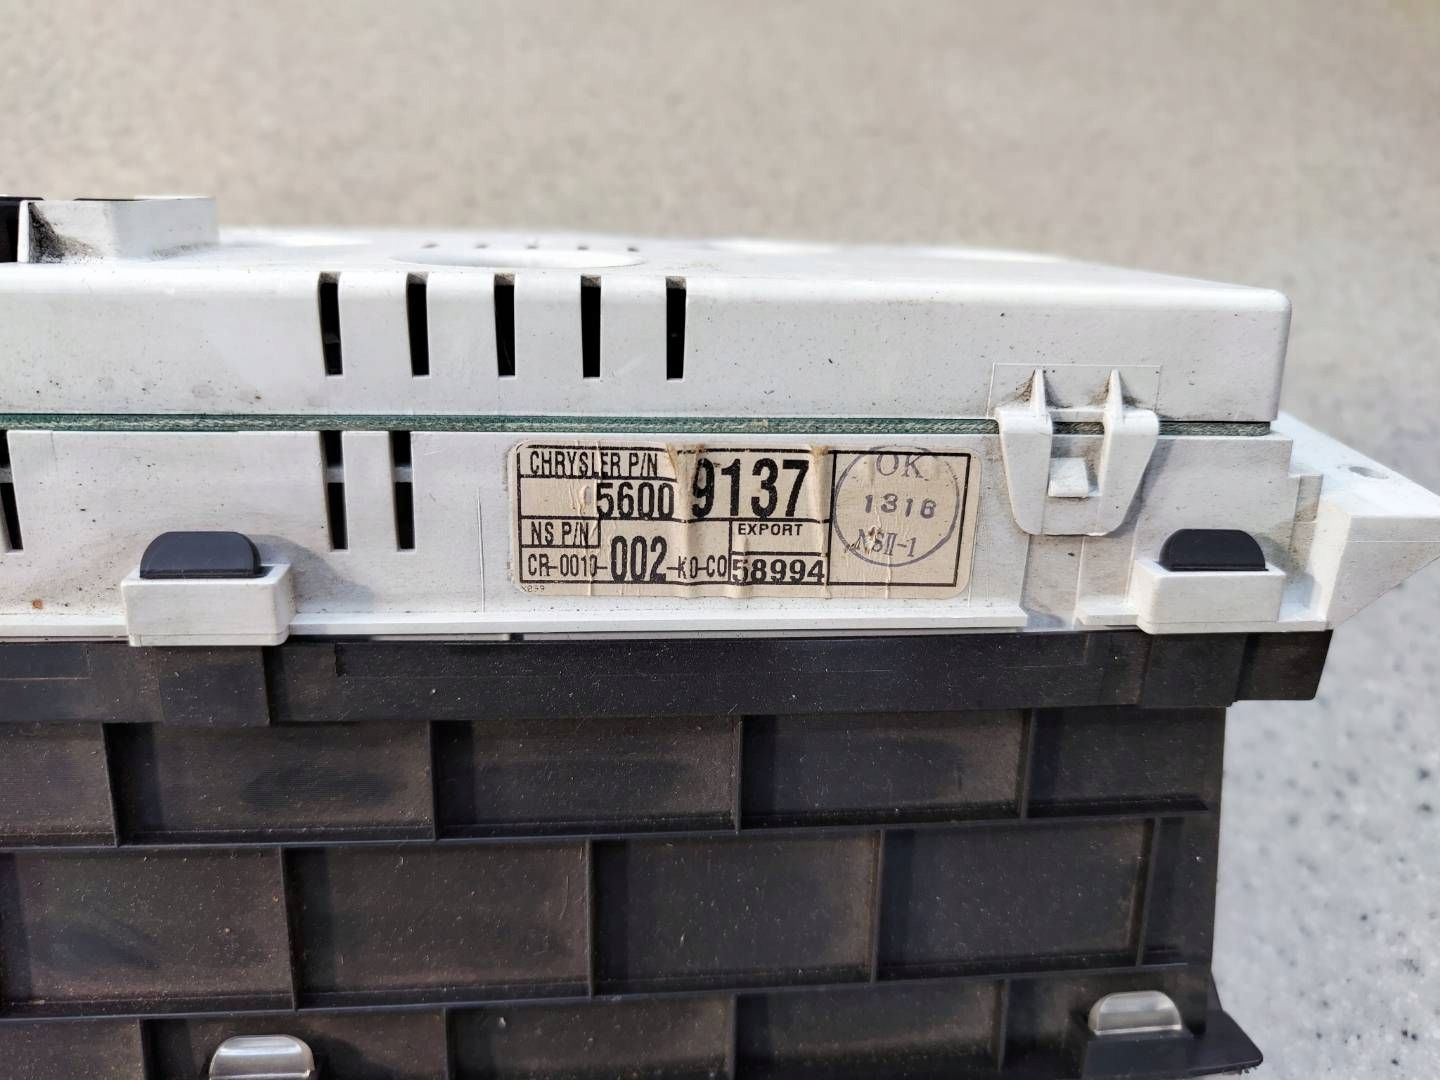 CHRYSLER P/N
5600 9137
NS P/N
EXPORT
CR-0010-002-K0-C0 58994
OK
1316
NSII-1